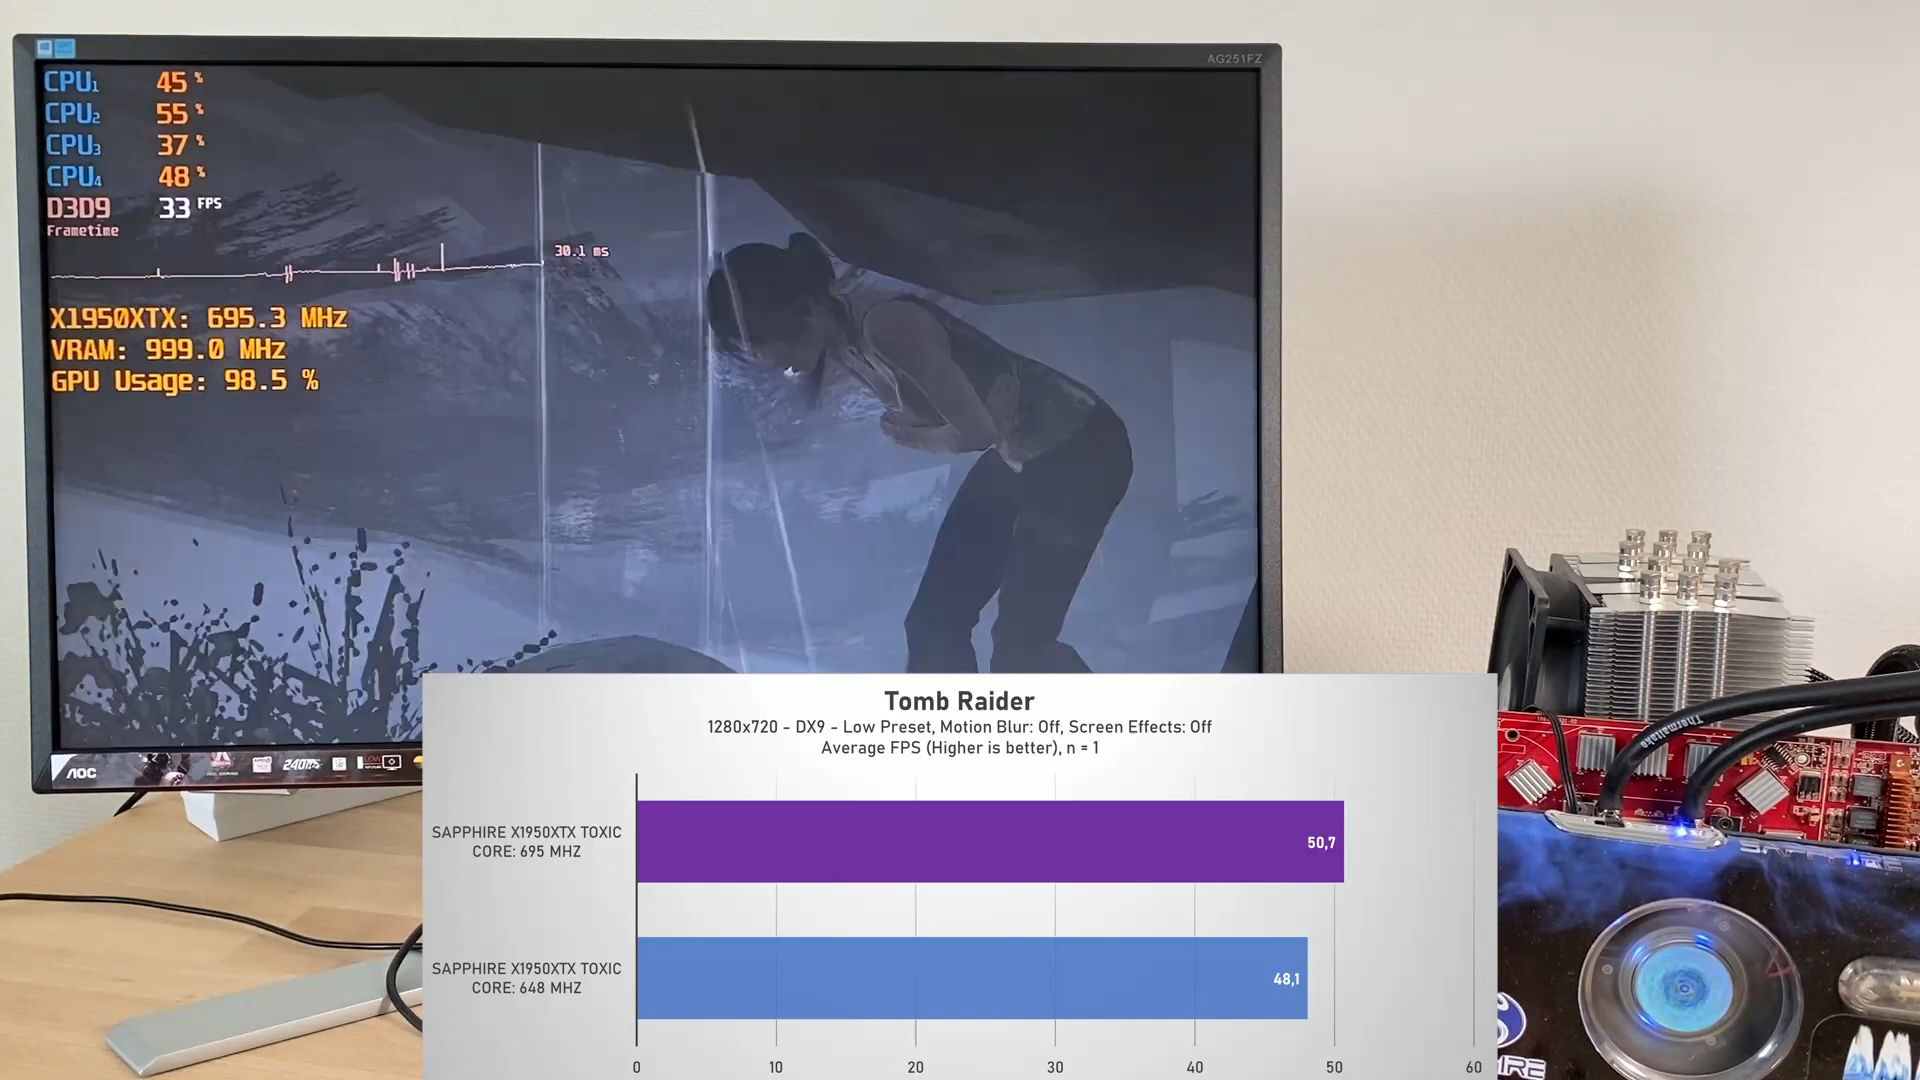 AG251FZ
CPU1 45 %
CPU2 55 %
CPU3 37 %
CPU4 48 %
D3D9 33 FPS
Frametime
30.1 ms
X1950XTX: 695.3 MHz
VRAM: 999.0 MHz
GPU Usage: 98.5 %
AOC
240Hz
Thermaltake
SAPPHIRE
Tomb Raider
1280x720 - DX9 - Low Preset, Motion Blur: Off, Screen Effects: Off
Average FPS (Higher is better), n = 1
SAPPHIRE X1950XTX TOXIC
CORE: 695 MHZ
50,7
SAPPHIRE X1950XTX TOXIC
CORE: 648 MHZ
48,1
0 10 20 30 40 50 60